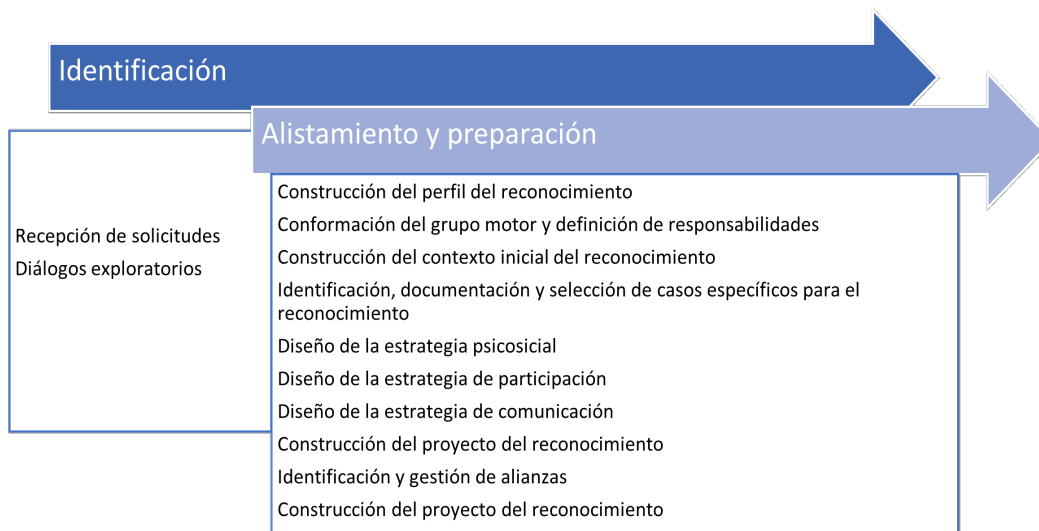 Identificación
Alistamiento y preparación
Recepción de solicitudes
Diálogos exploratorios
Construcción del perfil del reconocimiento
Conformación del grupo motor y definición de responsabilidades
Construcción del contexto inicial del reconocimiento
Identificación, documentación y selección de casos específicos para el
reconocimiento
Diseño de la estrategia psicosicial
Diseño de la estrategia de participación
Diseño de la estrategia de comunicación
Construcción del proyecto del reconocimiento
Identificación y gestión de alianzas
Construcción del proyecto del reconocimiento